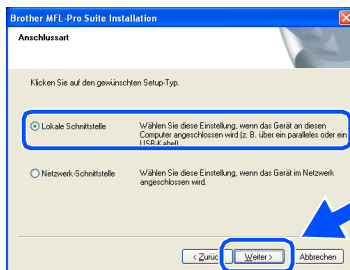 Brother MFL-Pro Suite Installation
Anschlussart
Klicken Sie auf den gewünschten Setup-Typ.
Lokale Schnittstelle
Wählen Sie diese Einstellung, wenn das Gerät an diesen
Computer angeschlossen wird (z. B. über ein paralleles oder ein
USB-Kabel)
Netzwerk-Schnittstelle
Wählen Sie diese Einstellung, wenn das Gerät im Netzwerk
angeschlossen wird.
< Zurück
Weiter >
Abbrechen